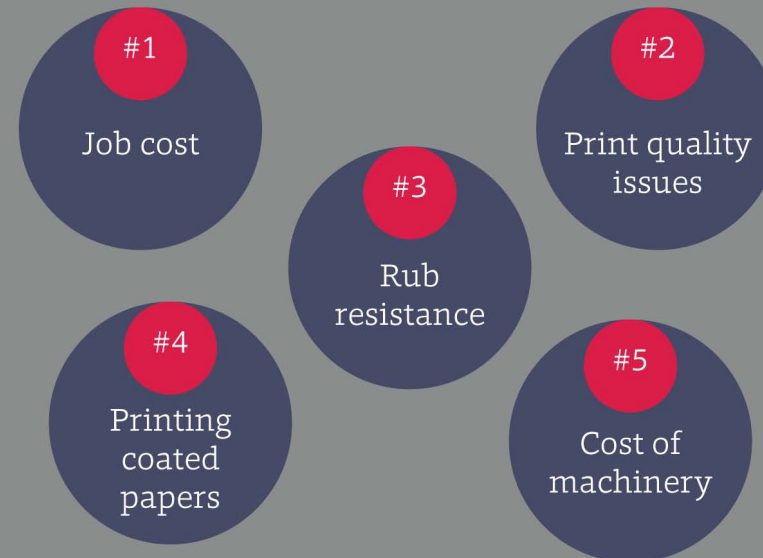 #1
Job cost
#2
Print quality
issues
#3
Rub
resistance
#4
Printing
coated
papers
#5
Cost of
machinery